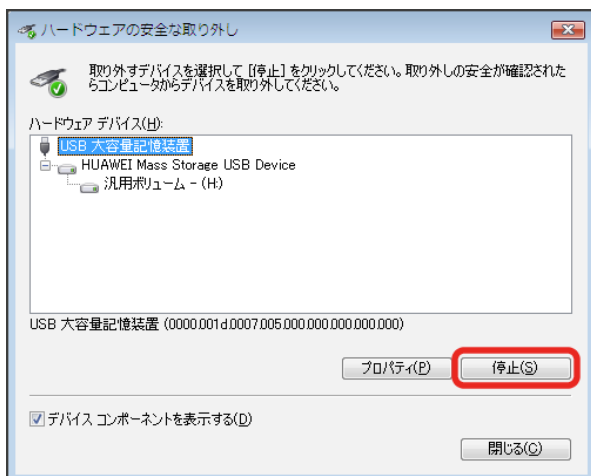 ハードウェアの安全な取り外し
取り外すデバイスを選択して [停止] をクリックしてください。取り外しの安全が確認された
らコンピュータからデバイスを取り外してください。
ハードウェア デバイス(H):
USB 大容量記憶装置
HUAWEI Mass Storage USB Device
汎用ボリューム - (H:)
USB 大容量記憶装置 (0000.001d.0007.005.000.000.000.000.000)
プロパティ(P)
停止(S)
デバイス コンポーネントを表示する(D)
閉じる(C)